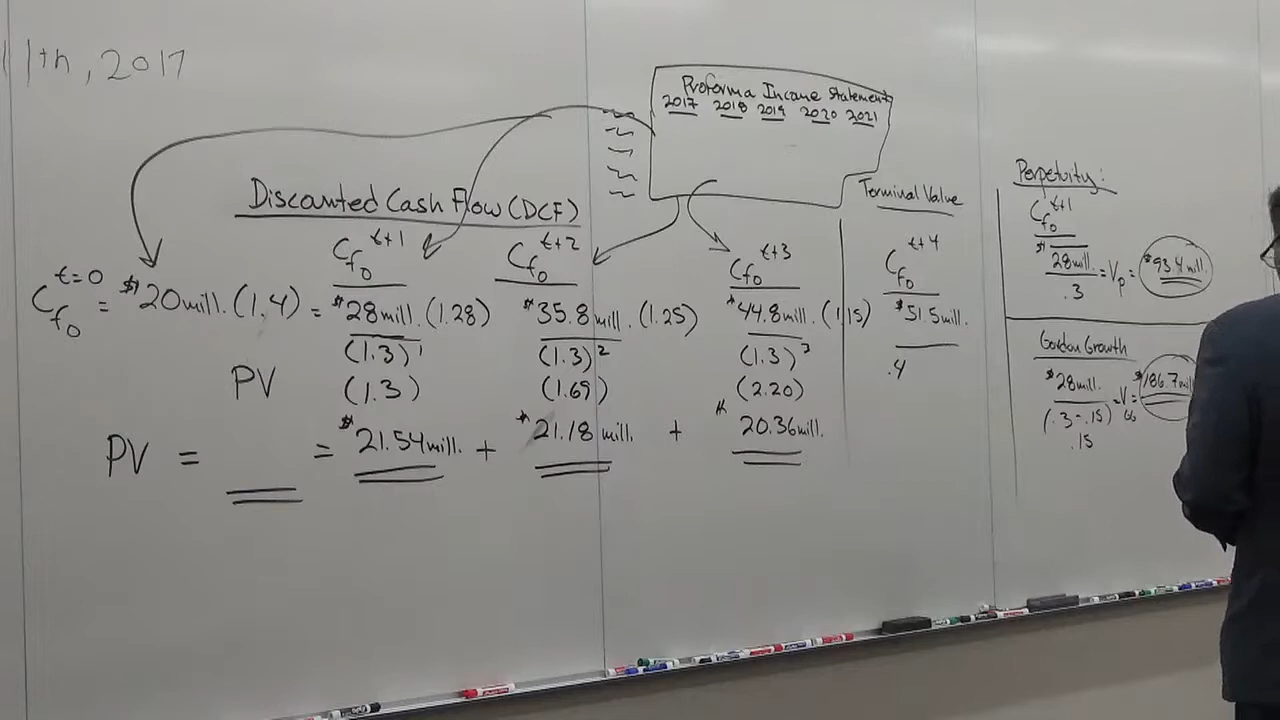 11th, 2017
Proforma Income Statement
2017 2018 2019 2020 2021
Discounted Cash Flow (DCF)
Terminal Value
Perpetuity:
t=0
Cf0 = $20mill. (1.4) =
Cf0 t+1
$28mill. (1.28)
(1.3)^1
(1.3)
Cf0 t+2
$35.8mill. (1.25)
(1.3)^2
(1.69)
Cf0 t+3
$44.8mill. (1.15)
(1.3)^3
(2.20)
Cf0 t+4
$51.5mill.
.4
PV
PV = = $21.54mill. + $21.18mill. + $20.36mill.
Cf0 t+1
$28mill. = Vp = $93.4mill.
.3
Gordon Growth
$28mill.
(.3-.15)
.15
$186.7mill